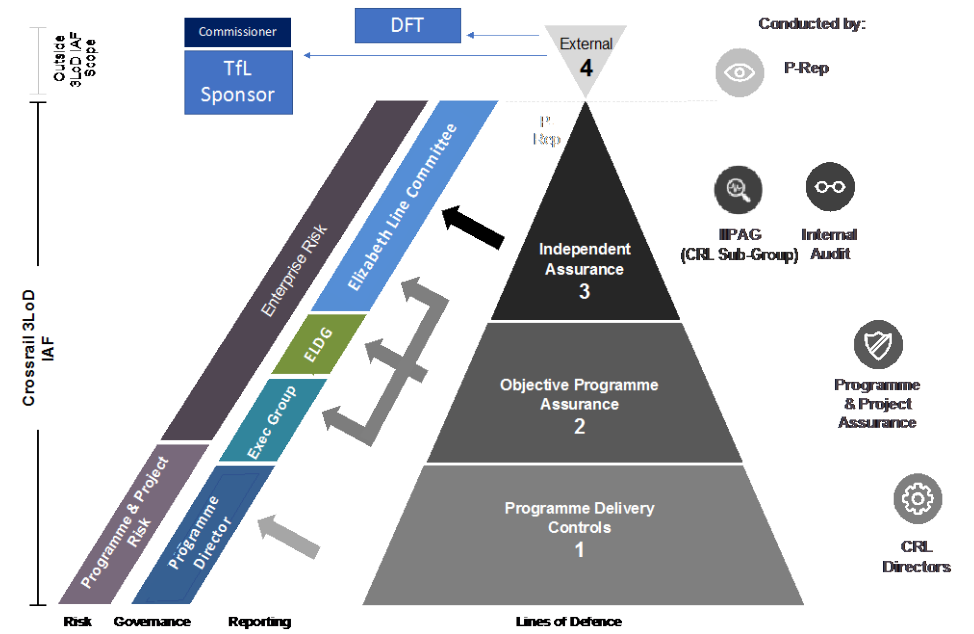 Outside
3LoD IAF
Scope
Commissioner
TfL
Sponsor
DFT
External
4
Conducted by:
P-Rep
P-
Rep
Crossrail 3LoD
IAF
Enterprise Risk
Elizabeth Line Committee
ELDG
Exec Group
Programme & Project
Risk
Programme
Director
Independent
Assurance
3
IIPAG
(CRL Sub-Group)
Internal
Audit
Objective Programme
Assurance
2
Programme
& Project
Assurance
Programme Delivery
Controls
1
CRL
Directors
Risk
Governance
Reporting
Lines of Defence